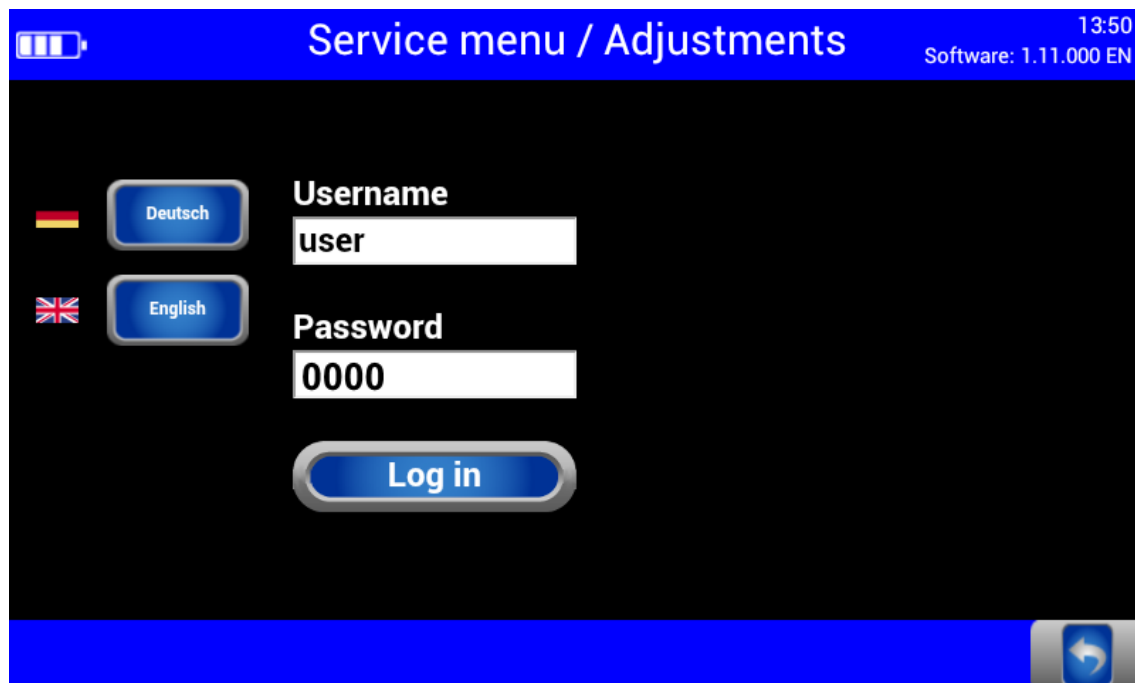 Service menu / Adjustments
13:50
Software: 1.11.000 EN
Deutsch
English
Username
user
Password
0000
Log in